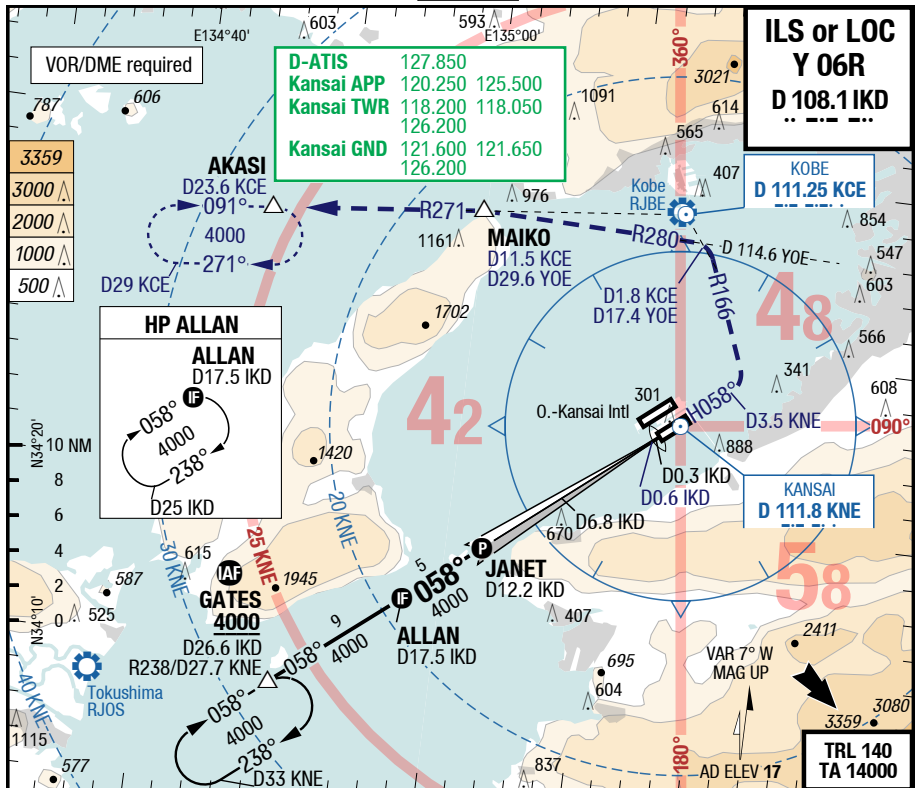 603
593
E134°40'
E135°00'
360°
ILS or LOC
Y 06R
D 108.1 IKD
VOR/DME required
D-ATIS 127.850
Kansai APP 120.250 125.500
Kansai TWR 118.200 118.050
126.200
Kansai GND 121.600 121.650
126.200
3021
787
606
1091
614
565
3359
3000
2000
1000
500
AKASI
D23.6 KCE
091°
4000
271°
D29 KCE
976
407
Kobe
RJBE
KOBE
D 111.25 KCE
R271
1161
MAIKO
D11.5 KCE
D29.6 YOE
R280
D 114.6 YOE
854
547
603
D1.8 KCE
D17.4 YOE
R166
48
HP ALLAN
ALLAN
D17.5 IKD
IF
058°
4000
238°
D25 IKD
1702
566
341
608
42
301
O.-Kansai Intl
H058°
D3.5 KNE
090°
888
N34°20'
10 NM
8
6
4
2
0
N34°10'
1420
D0.3 IKD
D0.6 IKD
KANSAI
D 111.8 KNE
20 KNE
D6.8 IKD
670
30 KNE
25 KNE
615
58
P
JANET
D12.2 IKD
5
058°
4000
587
525
IAF
GATES
4000
D26.6 IKD
R238/D27.7 KNE
1945
IF
ALLAN
D17.5 IKD
9
058°
4000
407
2411
VAR 7° W
MAG UP
695
604
Tokushima
RJOS
40 KNE
058°
4000
238°
D33 KNE
1115
577
837
180°
AD ELEV 17
3359
3080
TRL 140
TA 14000